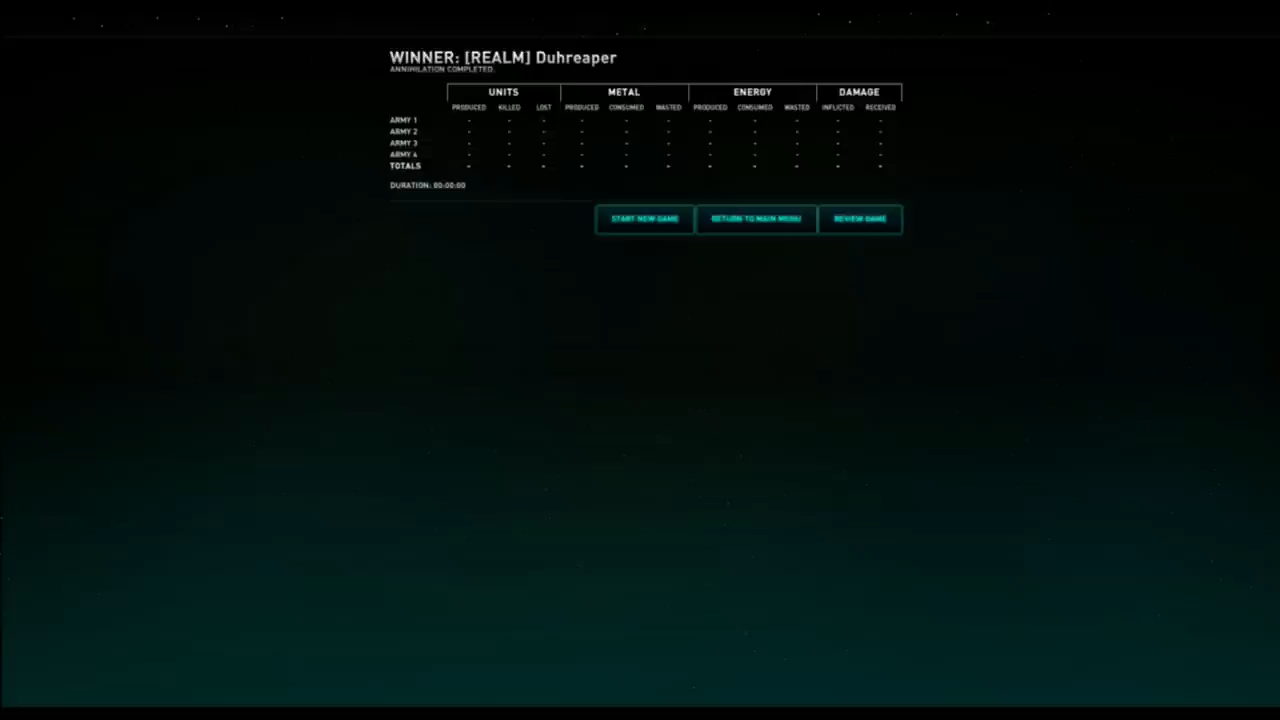 WINNER: [REALM] Duhreaper
ANNIHILATION COMPLETED.
UNITS METAL ENERGY DAMAGE
PRODUCED KILLED LOST PRODUCED CONSUMED WASTED PRODUCED CONSUMED WASTED INFLICTED RECEIVED
ARMY 1 - - - - - - - - - - -
ARMY 2 - - - - - - - - - - -
ARMY 3 - - - - - - - - - - -
ARMY 4 - - - - - - - - - - -
TOTALS - - - - - - - - - - -
DURATION: 00:00:00
START NEW GAME RETURN TO MAIN MENU REVIEW GAME